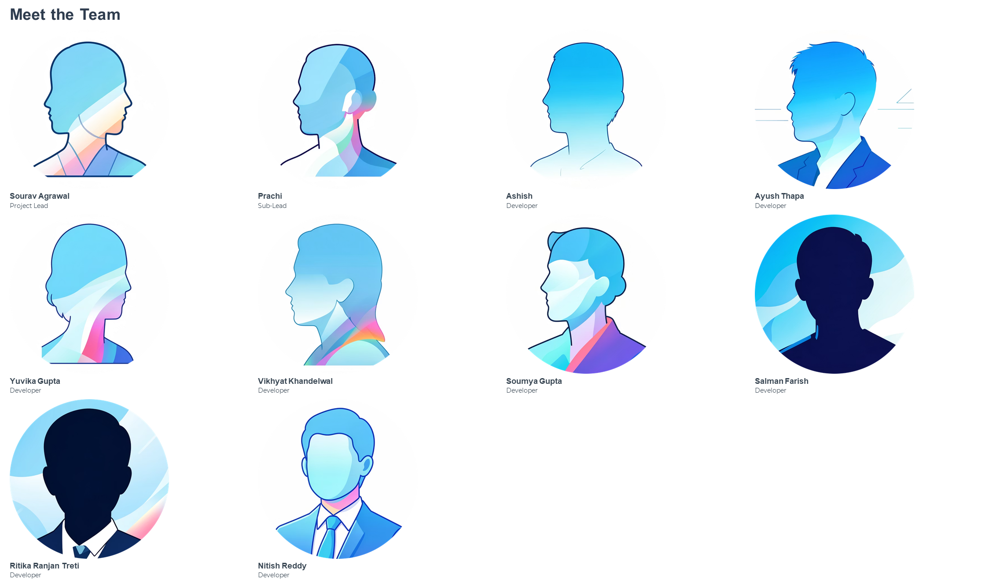 Meet the Team
Sourav Agrawal
Project Lead
Prachi
Sub-Lead
Ashish
Developer
Ayush Thapa
Developer
Yuvika Gupta
Developer
Vikhyat Khandelwal
Developer
Soumya Gupta
Developer
Salman Farish
Developer
Ritika Ranjan Treti
Developer
Nitish Reddy
Developer